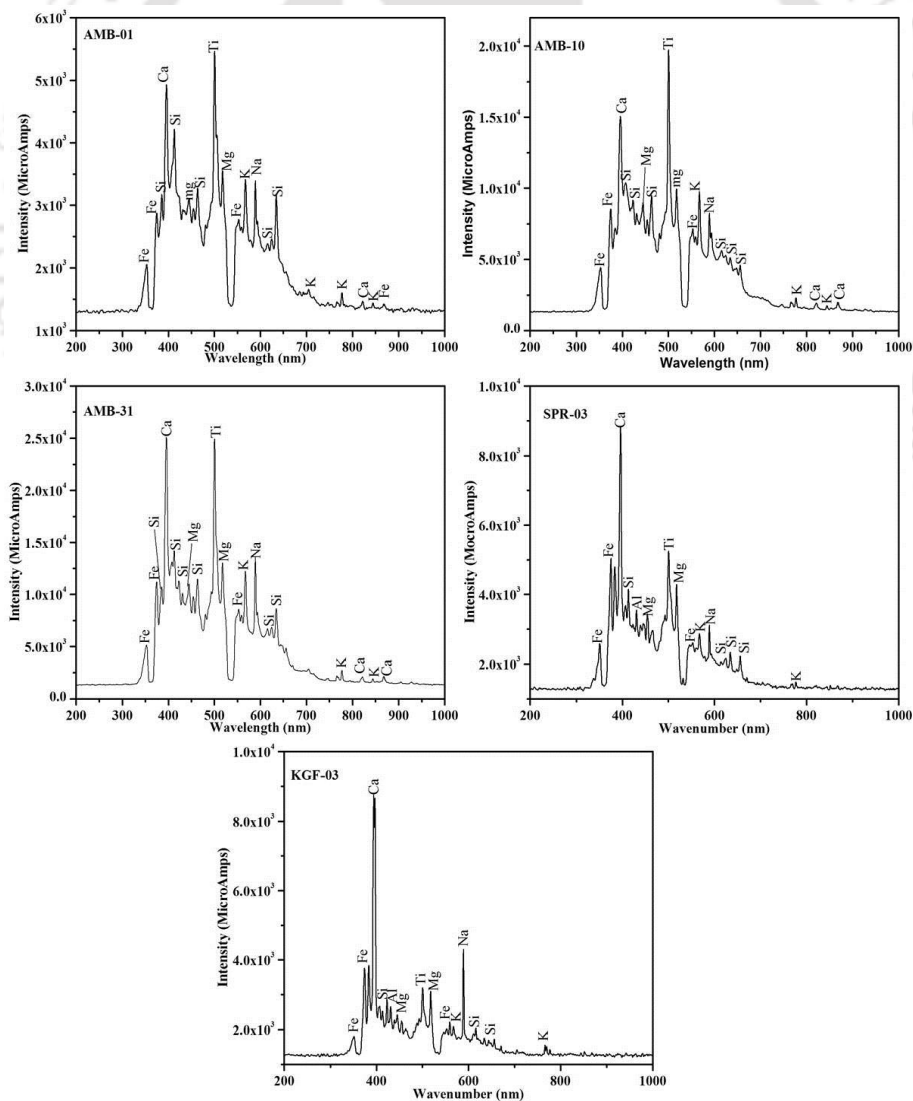 AMB-01
6x10³
5x10³
4x10³
3x10³
2x10³
1x10³
Intensity (MicroAmps)
Fe Fe Si Ca Si mg Si Ti Mg Fe K Na Si Si K K Ca K Fe
200 300 400 500 600 700 800 900 1000
Wavelength (nm)
AMB-10
2.0x10⁴
1.5x10⁴
1.0x10⁴
5.0x10³
0.0
Intensity (MicroAmps)
Fe Fe Ca Si Si Mg Si Ti mg Fe K Na Si Si Si K Ca K Ca
200 300 400 500 600 700 800 900 1000
Wavelength (nm)
AMB-31
3.0x10⁴
2.5x10⁴
2.0x10⁴
1.5x10⁴
1.0x10⁴
5.0x10³
0.0
Intensity (MicroAmps)
Fe Fe Si Ca Si Si Mg Si Ti Mg Fe K Na Si Si K Ca K Ca
200 300 400 500 600 700 800 900 1000
Wavelength (nm)
SPR-03
1.0x10⁴
8.0x10³
6.0x10³
4.0x10³
2.0x10³
Intensity (MocroAmps)
Fe Fe Ca Si Al Mg Ti Mg Fe K Na Si Si Si K
200 400 600 800 1000
Wavenumber (nm)
KGF-03
1.0x10⁴
8.0x10³
6.0x10³
4.0x10³
2.0x10³
Intensity (MicroAmps)
Fe Fe Ca Si Al Mg Ti Mg Fe K Na Si Si K
200 400 600 800 1000
Wavenumber (nm)